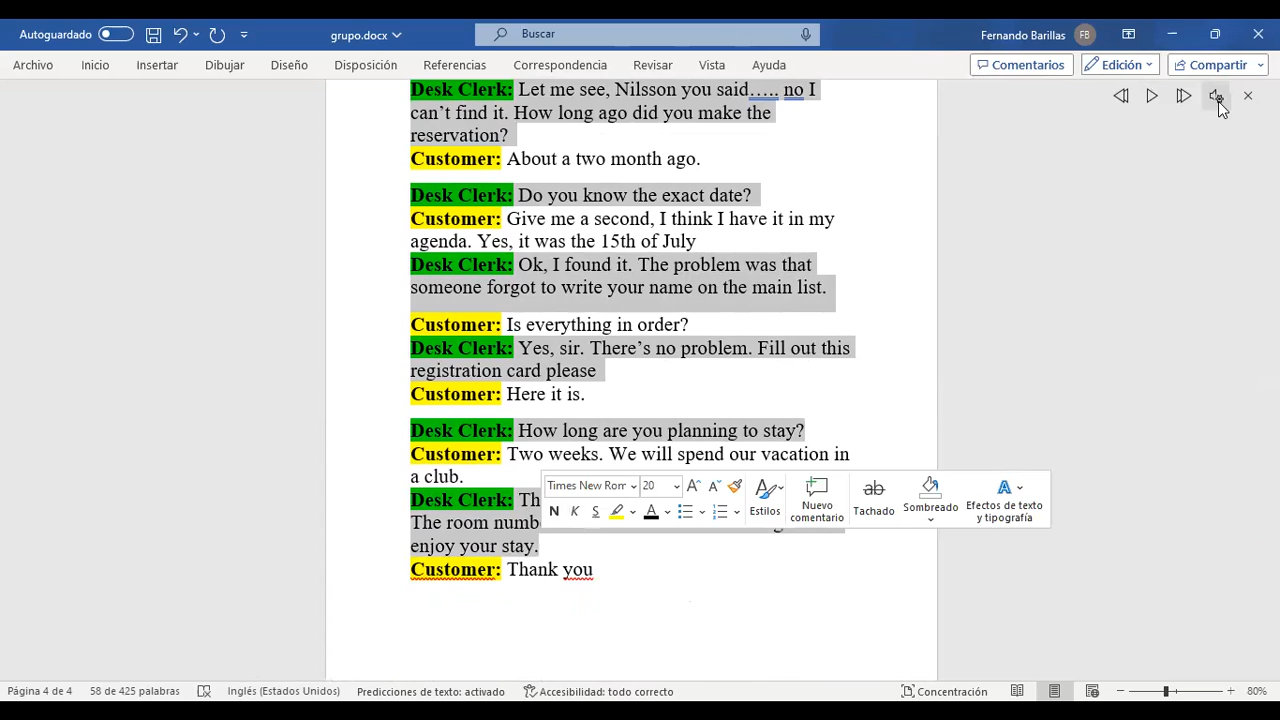 Autoguardado
grupo.docx
Buscar
Fernando Barillas
FB
Archivo Inicio Insertar Dibujar Diseño Disposición Referencias Correspondencia Revisar Vista Ayuda
Comentarios
Edición
Compartir
Desk Clerk: Let me see, Nilsson you said….. no I
can’t find it. How long ago did you make the
reservation?
Customer: About a two month ago.
Desk Clerk: Do you know the exact date?
Customer: Give me a second, I think I have it in my
agenda. Yes, it was the 15th of July
Desk Clerk: Ok, I found it. The problem was that
someone forgot to write your name on the main list.
Customer: Is everything in order?
Desk Clerk: Yes, sir. There’s no problem. Fill out this
registration card please
Customer: Here it is.
Desk Clerk: How long are you planning to stay?
Customer: Two weeks. We will spend our vacation in
a club.
Desk Clerk: Th
The room numb
enjoy your stay.
Customer: Thank you
Times New Rom 20
N K S
Estilos
Nuevo
comentario
Tachado
Sombreado
Efectos de texto
y tipografía
Página 4 de 4 58 de 425 palabras Inglés (Estados Unidos) Predicciones de texto: activado Accesibilidad: todo correcto Concentración 80%